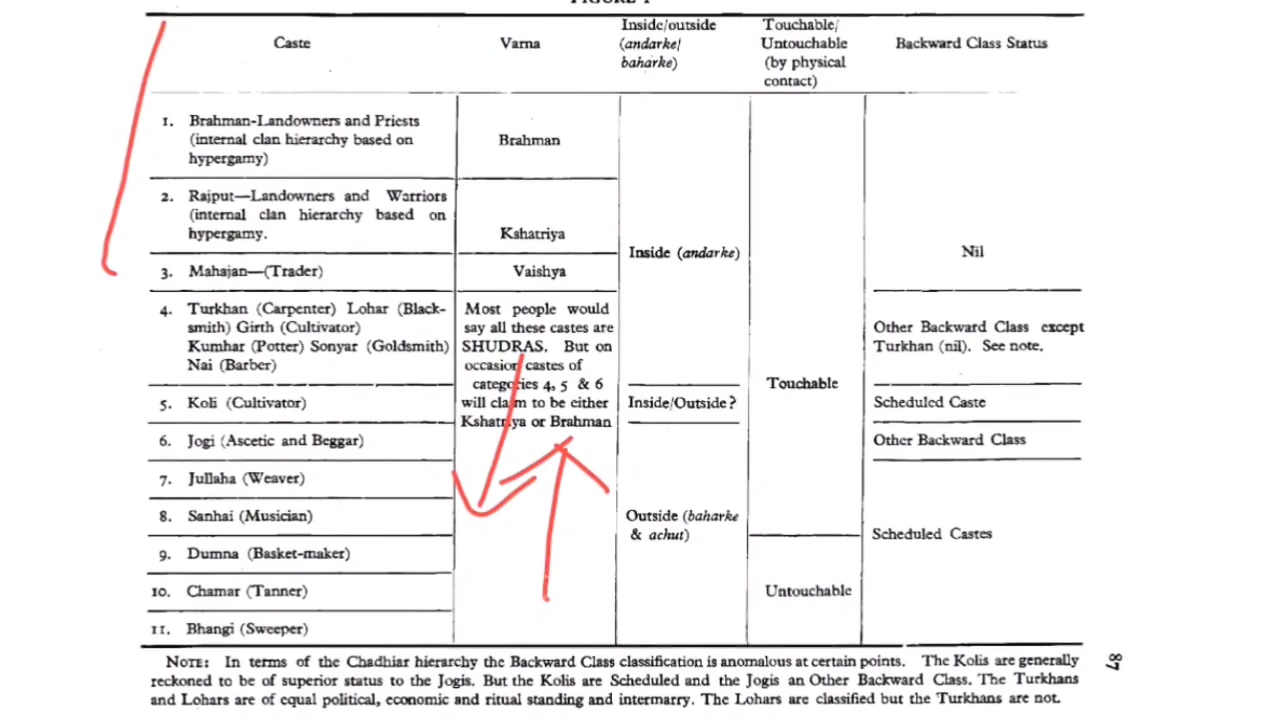 FIGURE I
Caste
Varna
Inside/outside
(andarke/
baharke)
Touchable/
Untouchable
(by physical
contact)
Backward Class Status
1. Brahman-Landowners and Priests
(internal clan hierarchy based on
hypergamy)
Brahman
2. Rajput—Landowners and Warriors
(internal clan hierarchy based on
hypergamy.
Kshatriya
Inside (andarke)
Nil
3. Mahajan—(Trader)
Vaishya
4. Turkhan (Carpenter) Lohar (Black-
smith) Girth (Cultivator)
Kumhar (Potter) Sonyar (Goldsmith)
Nai (Barber)
Most people would
say all these castes are
SHUDRAS. But on
occasion castes of
categories 4, 5 & 6
will claim to be either
Kshatriya or Brahman
Other Backward Class except
Turkhan (nil). See note.
Touchable
5. Koli (Cultivator)
Inside/Outside?
Scheduled Caste
6. Jogi (Ascetic and Beggar)
Other Backward Class
7. Jullaha (Weaver)
8. Sanhai (Musician)
Outside (baharke
& achut)
Scheduled Castes
9. Dumna (Basket-maker)
10. Chamar (Tanner)
Untouchable
11. Bhangi (Sweeper)
NOTE: In terms of the Chadhiar hierarchy the Backward Class classification is anomalous at certain points. The Kolis are generally
reckoned to be of superior status to the Jogis. But the Kolis are Scheduled and the Jogis an Other Backward Class. The Turkhans
and Lohars are of equal political, economic and ritual standing and intermarry. The Lohars are classified but the Turkhans are not.
87